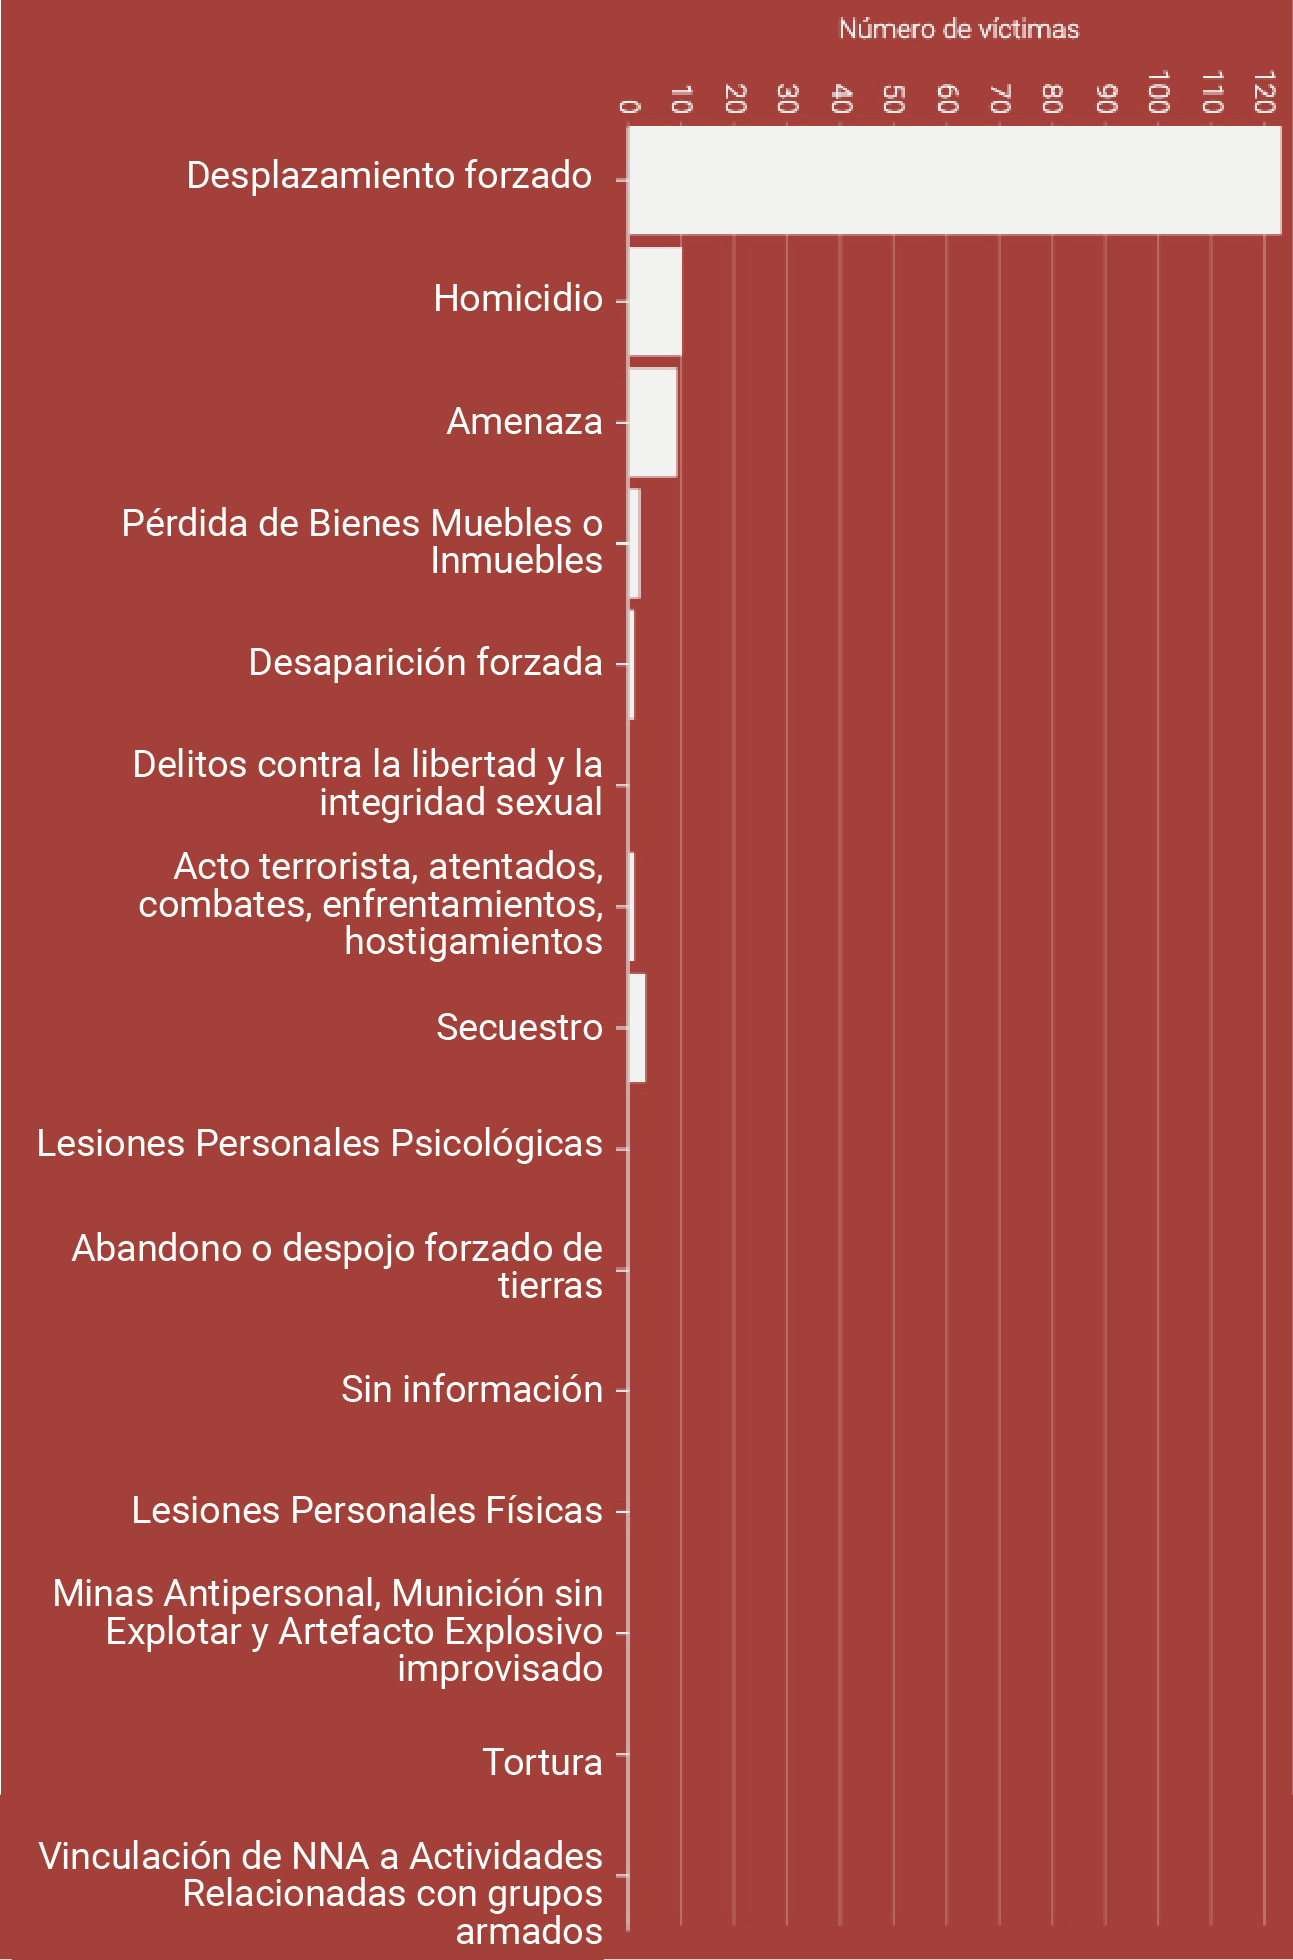 Número de víctimas
0
10
20
30
40
50
60
70
80
90
100
110
120
Desplazamiento forzado
Homicidio
Amenaza
Pérdida de Bienes Muebles o
Inmuebles
Desaparición forzada
Delitos contra la libertad y la
integridad sexual
Acto terrorista, atentados,
combates, enfrentamientos,
hostigamientos
Secuestro
Lesiones Personales Psicológicas
Abandono o despojo forzado de
tierras
Sin información
Lesiones Personales Físicas
Minas Antipersonal, Munición sin
Explotar y Artefacto Explosivo
improvisado
Tortura
Vinculación de NNA a Actividades
Relacionadas con grupos
armados